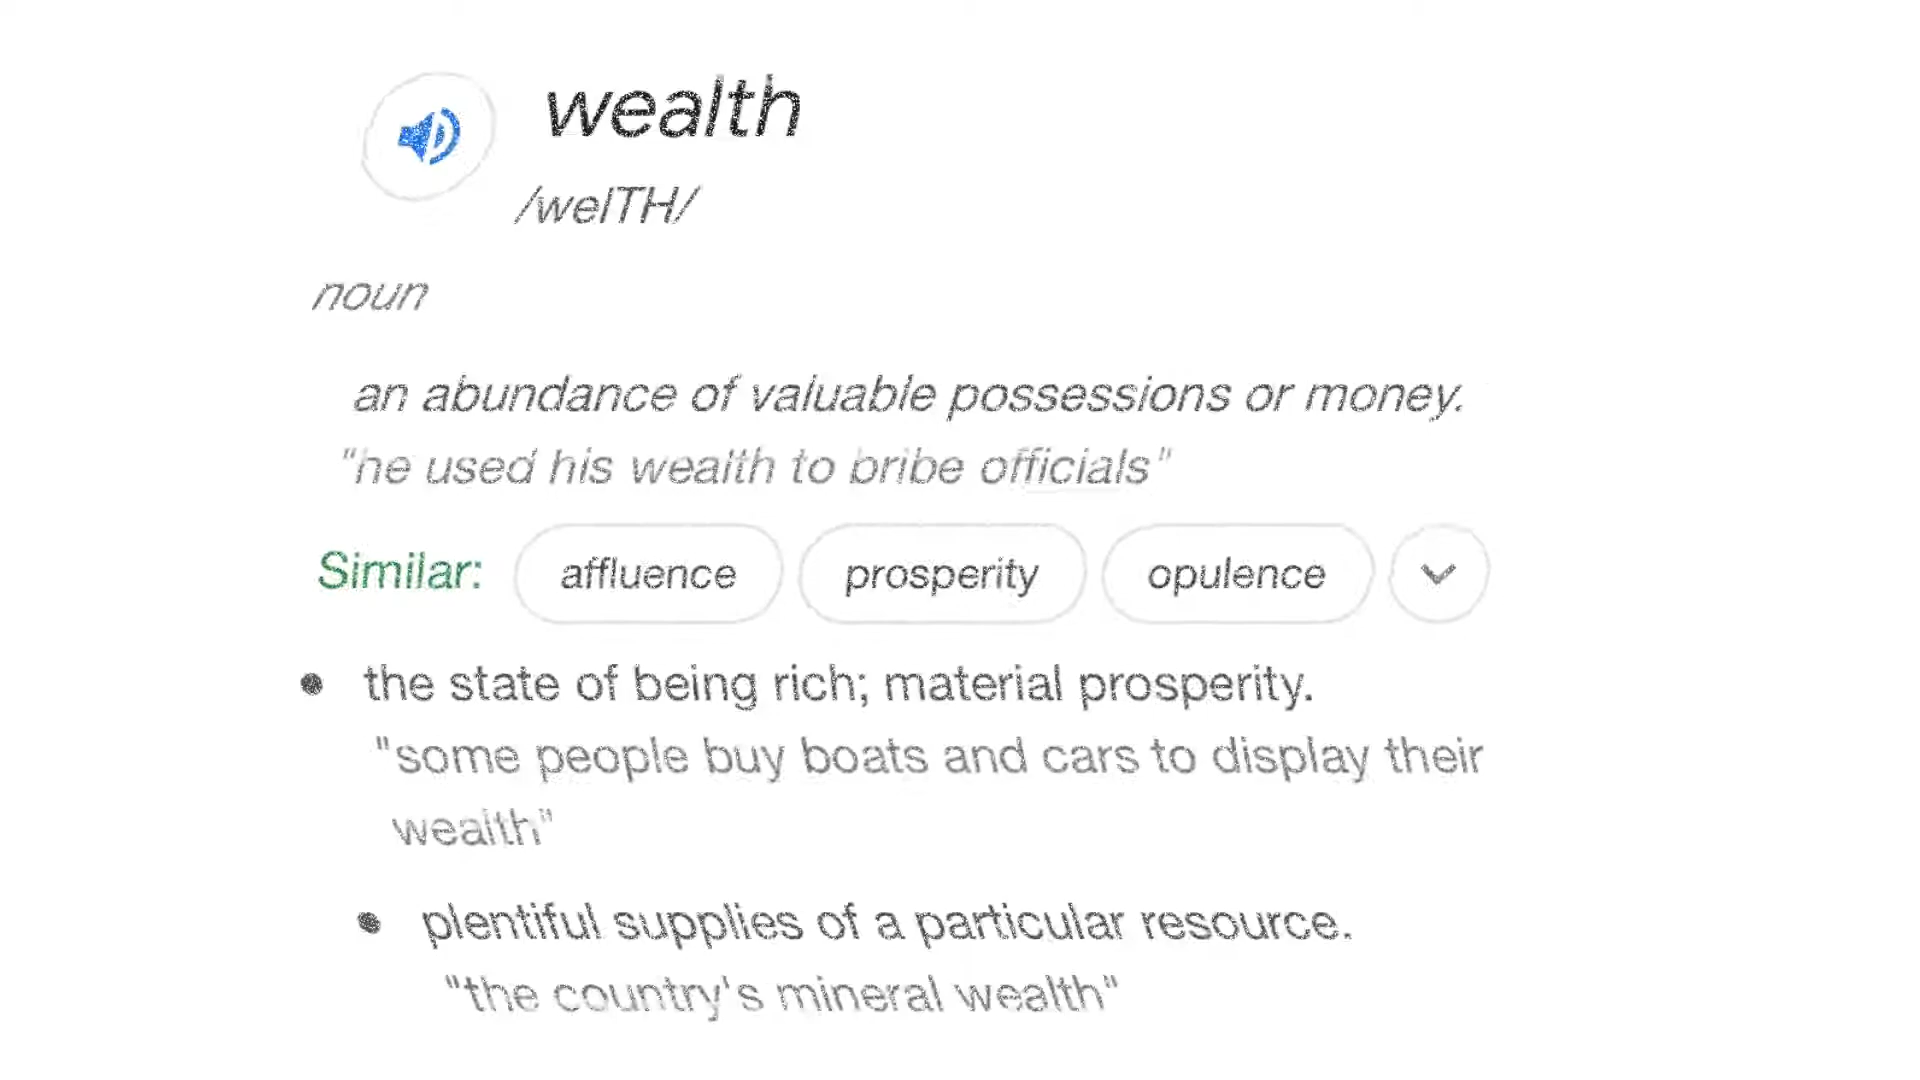 wealth
/welTH/
noun
an abundance of valuable possessions or money.
"he used his wealth to bribe officials"
Similar: affluence prosperity opulence
• the state of being rich; material prosperity.
"some people buy boats and cars to display their
wealth"
• plentiful supplies of a particular resource.
"the country's mineral wealth"